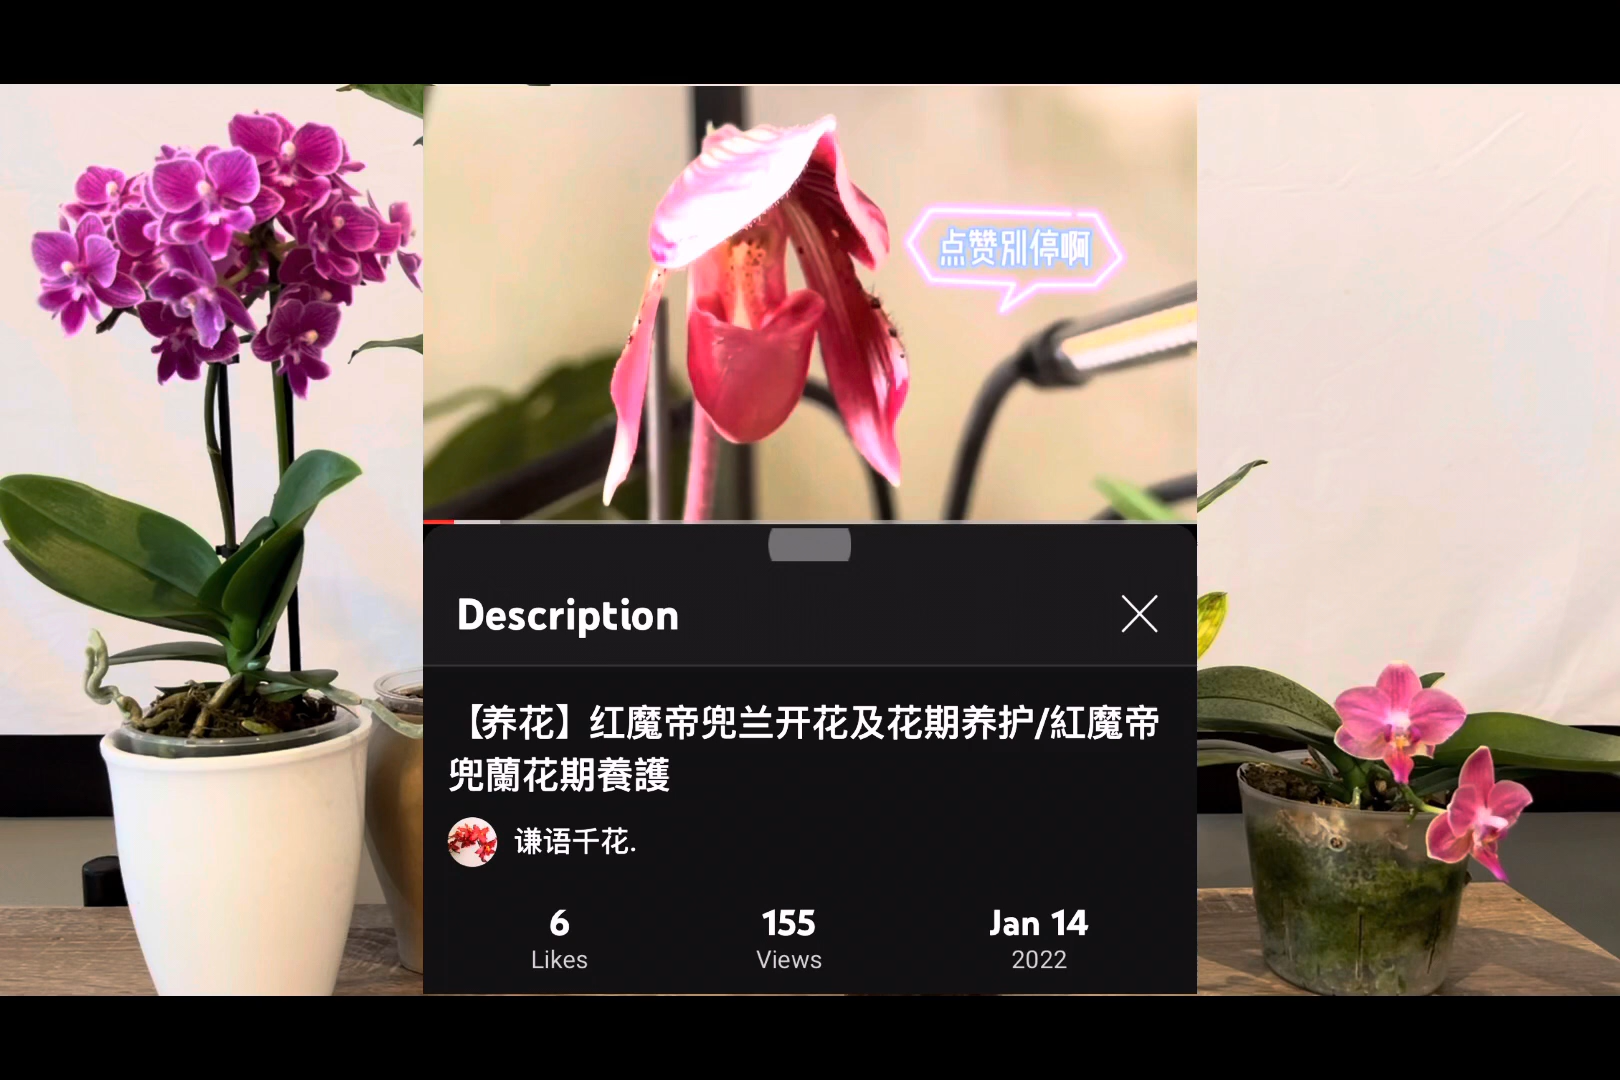 点赞别停啊
Description
【养花】红魔帝兜兰开花及花期养护/紅魔帝
兜蘭花期養護
谦语千花.
6
Likes
155
Views
Jan 14
2022